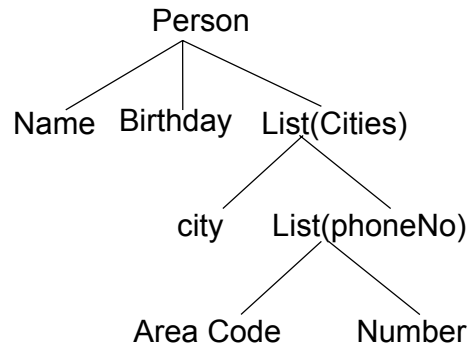 Person
Name Birthday List(Cities)
city List(phoneNo)
Area Code Number